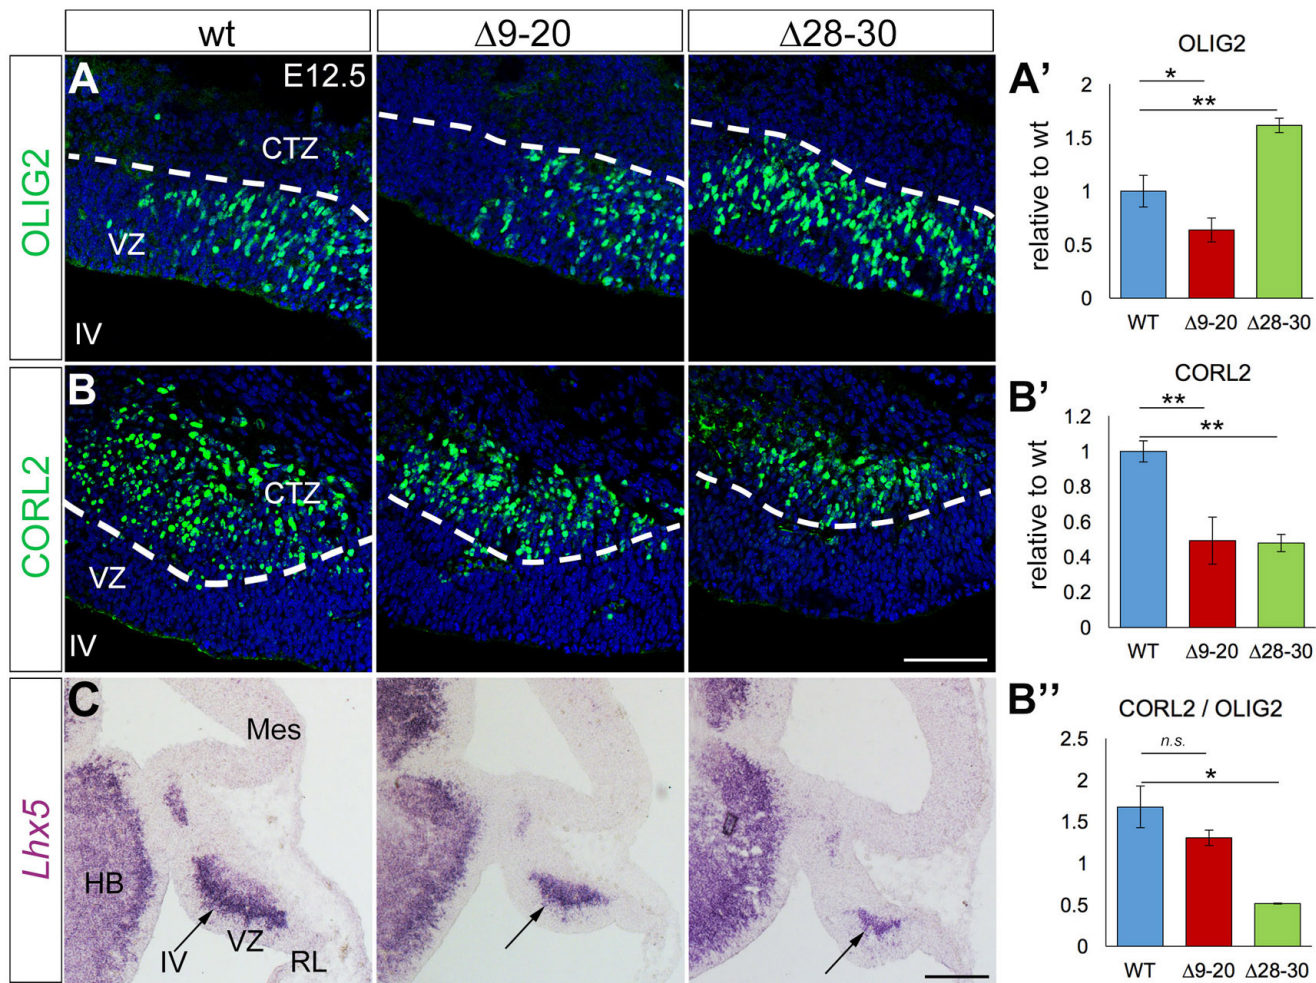 wt Δ9-20 Δ28-30
OLIG2
A
E12.5
CTZ
VZ
IV
A'
OLIG2
*
**
relative to wt
2
1.5
1
0.5
0
WT Δ9-20 Δ28-30
CORL2
B
CTZ
VZ
IV
B'
CORL2
**
**
relative to wt
1.2
1
0.8
0.6
0.4
0.2
0
WT Δ9-20 Δ28-30
Lhx5
C
Mes
HB
IV
VZ
RL
B''
CORL2 / OLIG2
n.s.
*
2.5
2
1.5
1
0.5
0
WT Δ9-20 Δ28-30